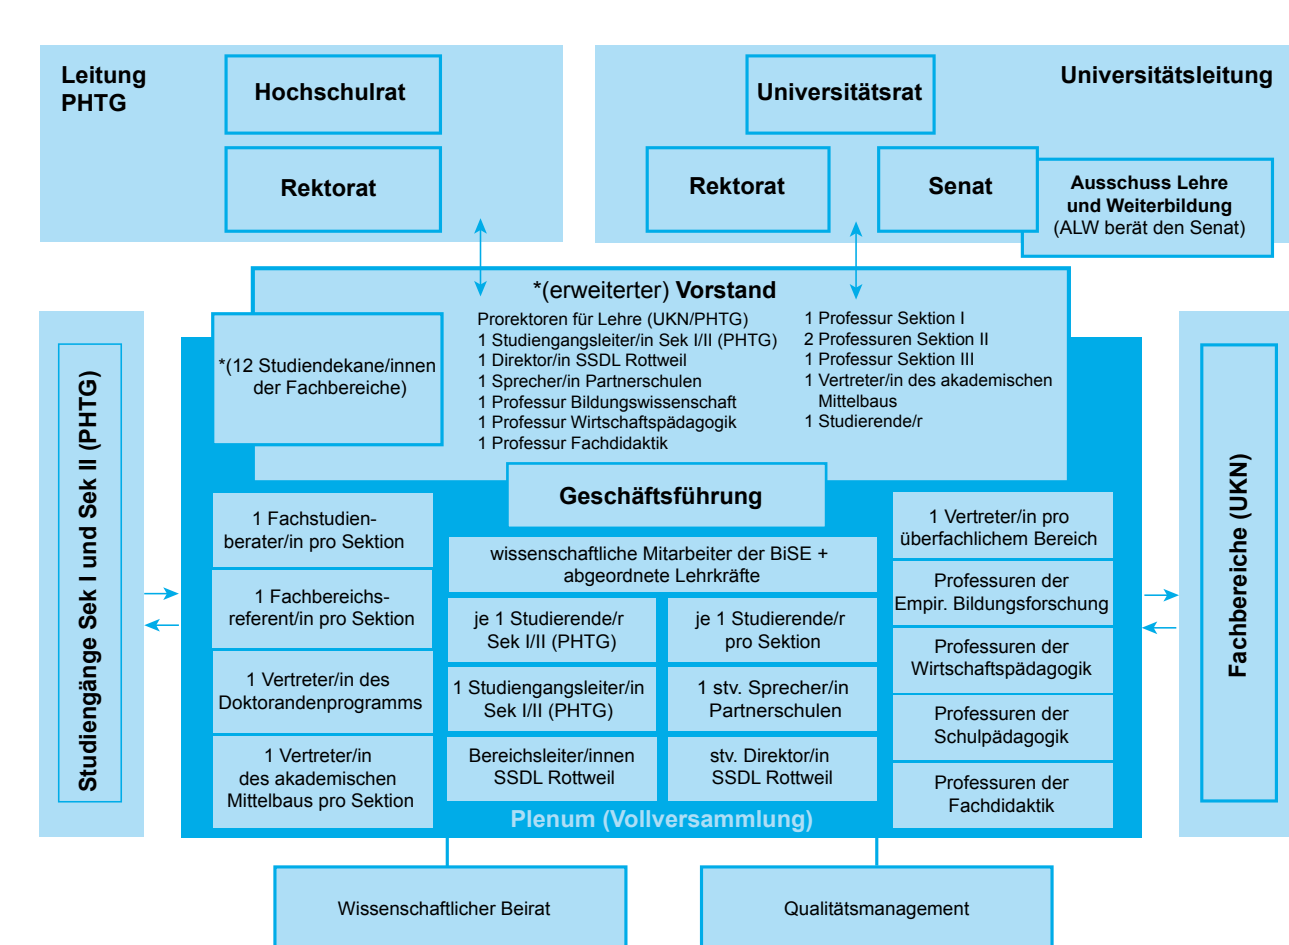 Leitung
PHTG
Hochschulrat
Rektorat
Universitätsleitung
Universitätsrat
Rektorat
Senat
Ausschuss Lehre
und Weiterbildung
(ALW berät den Senat)
*(erweiterter) Vorstand
*(12 Studiendekane/innen
der Fachbereiche)
Prorektoren für Lehre (UKN/PHTG)
1 Studiengangsleiter/in Sek I/II (PHTG)
1 Direktor/in SSDL Rottweil
1 Sprecher/in Partnerschulen
1 Professur Bildungswissenschaft
1 Professur Wirtschaftspädagogik
1 Professur Fachdidaktik
1 Professur Sektion I
2 Professuren Sektion II
1 Professur Sektion III
1 Vertreter/in des akademischen
Mittelbaus
1 Studierende/r
Geschäftsführung
Studiengänge Sek I und Sek II (PHTG)
1 Fachstudien-
berater/in pro Sektion
1 Fachbereichs-
referent/in pro Sektion
1 Vertreter/in des
Doktorandenprogramms
1 Vertreter/in
des akademischen
Mittelbaus pro Sektion
wissenschaftliche Mitarbeiter der BiSE +
abgeordnete Lehrkräfte
je 1 Studierende/r
Sek I/II (PHTG)
je 1 Studierende/r
pro Sektion
1 Studiengangsleiter/in
Sek I/II (PHTG)
1 stv. Sprecher/in
Partnerschulen
Bereichsleiter/innen
SSDL Rottweil
stv. Direktor/in
SSDL Rottweil
1 Vertreter/in pro
überfachlichem Bereich
Professuren der
Empir. Bildungsforschung
Professuren der
Wirtschaftspädagogik
Professuren der
Schulpädagogik
Professuren der
Fachdidaktik
Fachbereiche (UKN)
Plenum (Vollversammlung)
Wissenschaftlicher Beirat
Qualitätsmanagement